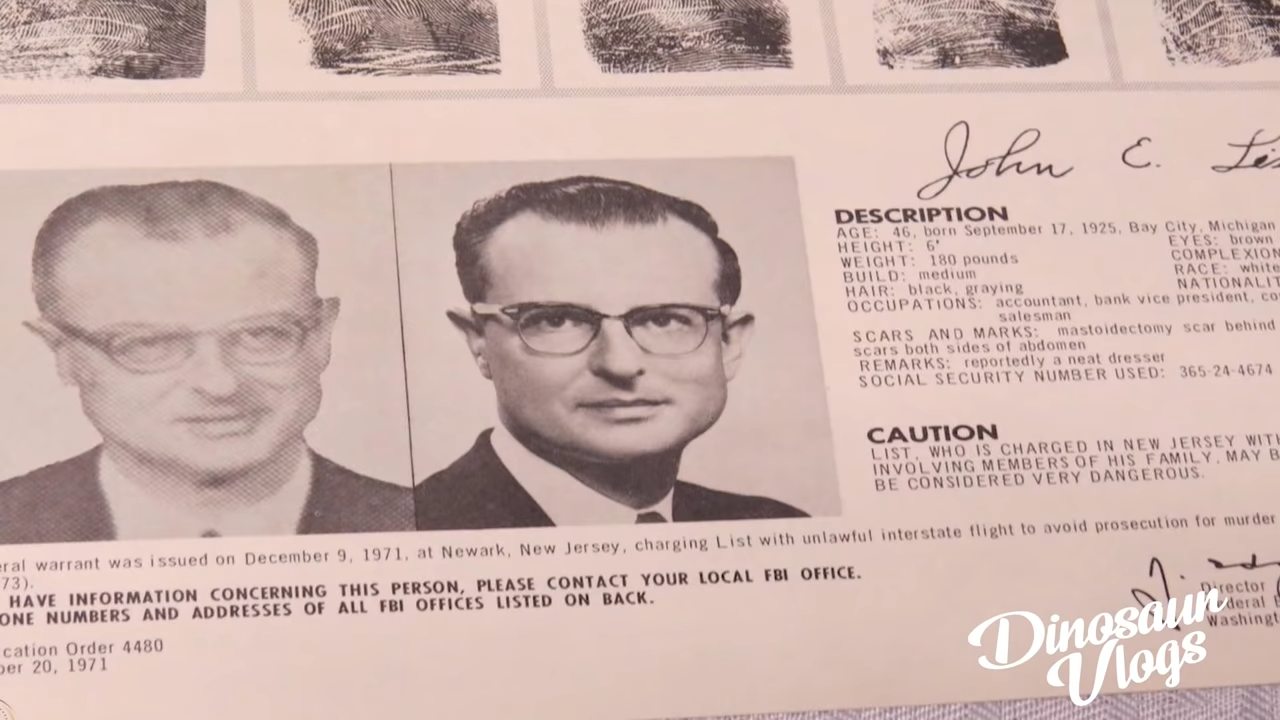 John E.
DESCRIPTION
AGE: 46, born September 17, 1925, Bay City, Michigan
HEIGHT: 6'
WEIGHT: 180 pounds
BUILD: medium
HAIR: black, graying
EYES: brown
COMPLEXION
RACE: white
NATIONALIT
OCCUPATIONS: accountant, bank vice president, co
salesman
SCARS AND MARKS: mastoidectomy scar behind
scars both sides of abdomen
REMARKS: reportedly a neat dresser
SOCIAL SECURITY NUMBER USED: 365-24-4674
CAUTION
LIST, WHO IS CHARGED IN NEW JERSEY WITH
INVOLVING MEMBERS OF HIS FAMILY, MAY B
BE CONSIDERED VERY DANGEROUS.
eral warrant was issued on December 9, 1971, at Newark, New Jersey, charging List with unlawful interstate flight to avoid prosecution for murder
73).
HAVE INFORMATION CONCERNING THIS PERSON, PLEASE CONTACT YOUR LOCAL FBI OFFICE.
ONE NUMBERS AND ADDRESSES OF ALL FBI OFFICES LISTED ON BACK.
cation Order 4480
ber 20, 1971
Director
deral
Washingt
Dinosaun
Vlogs